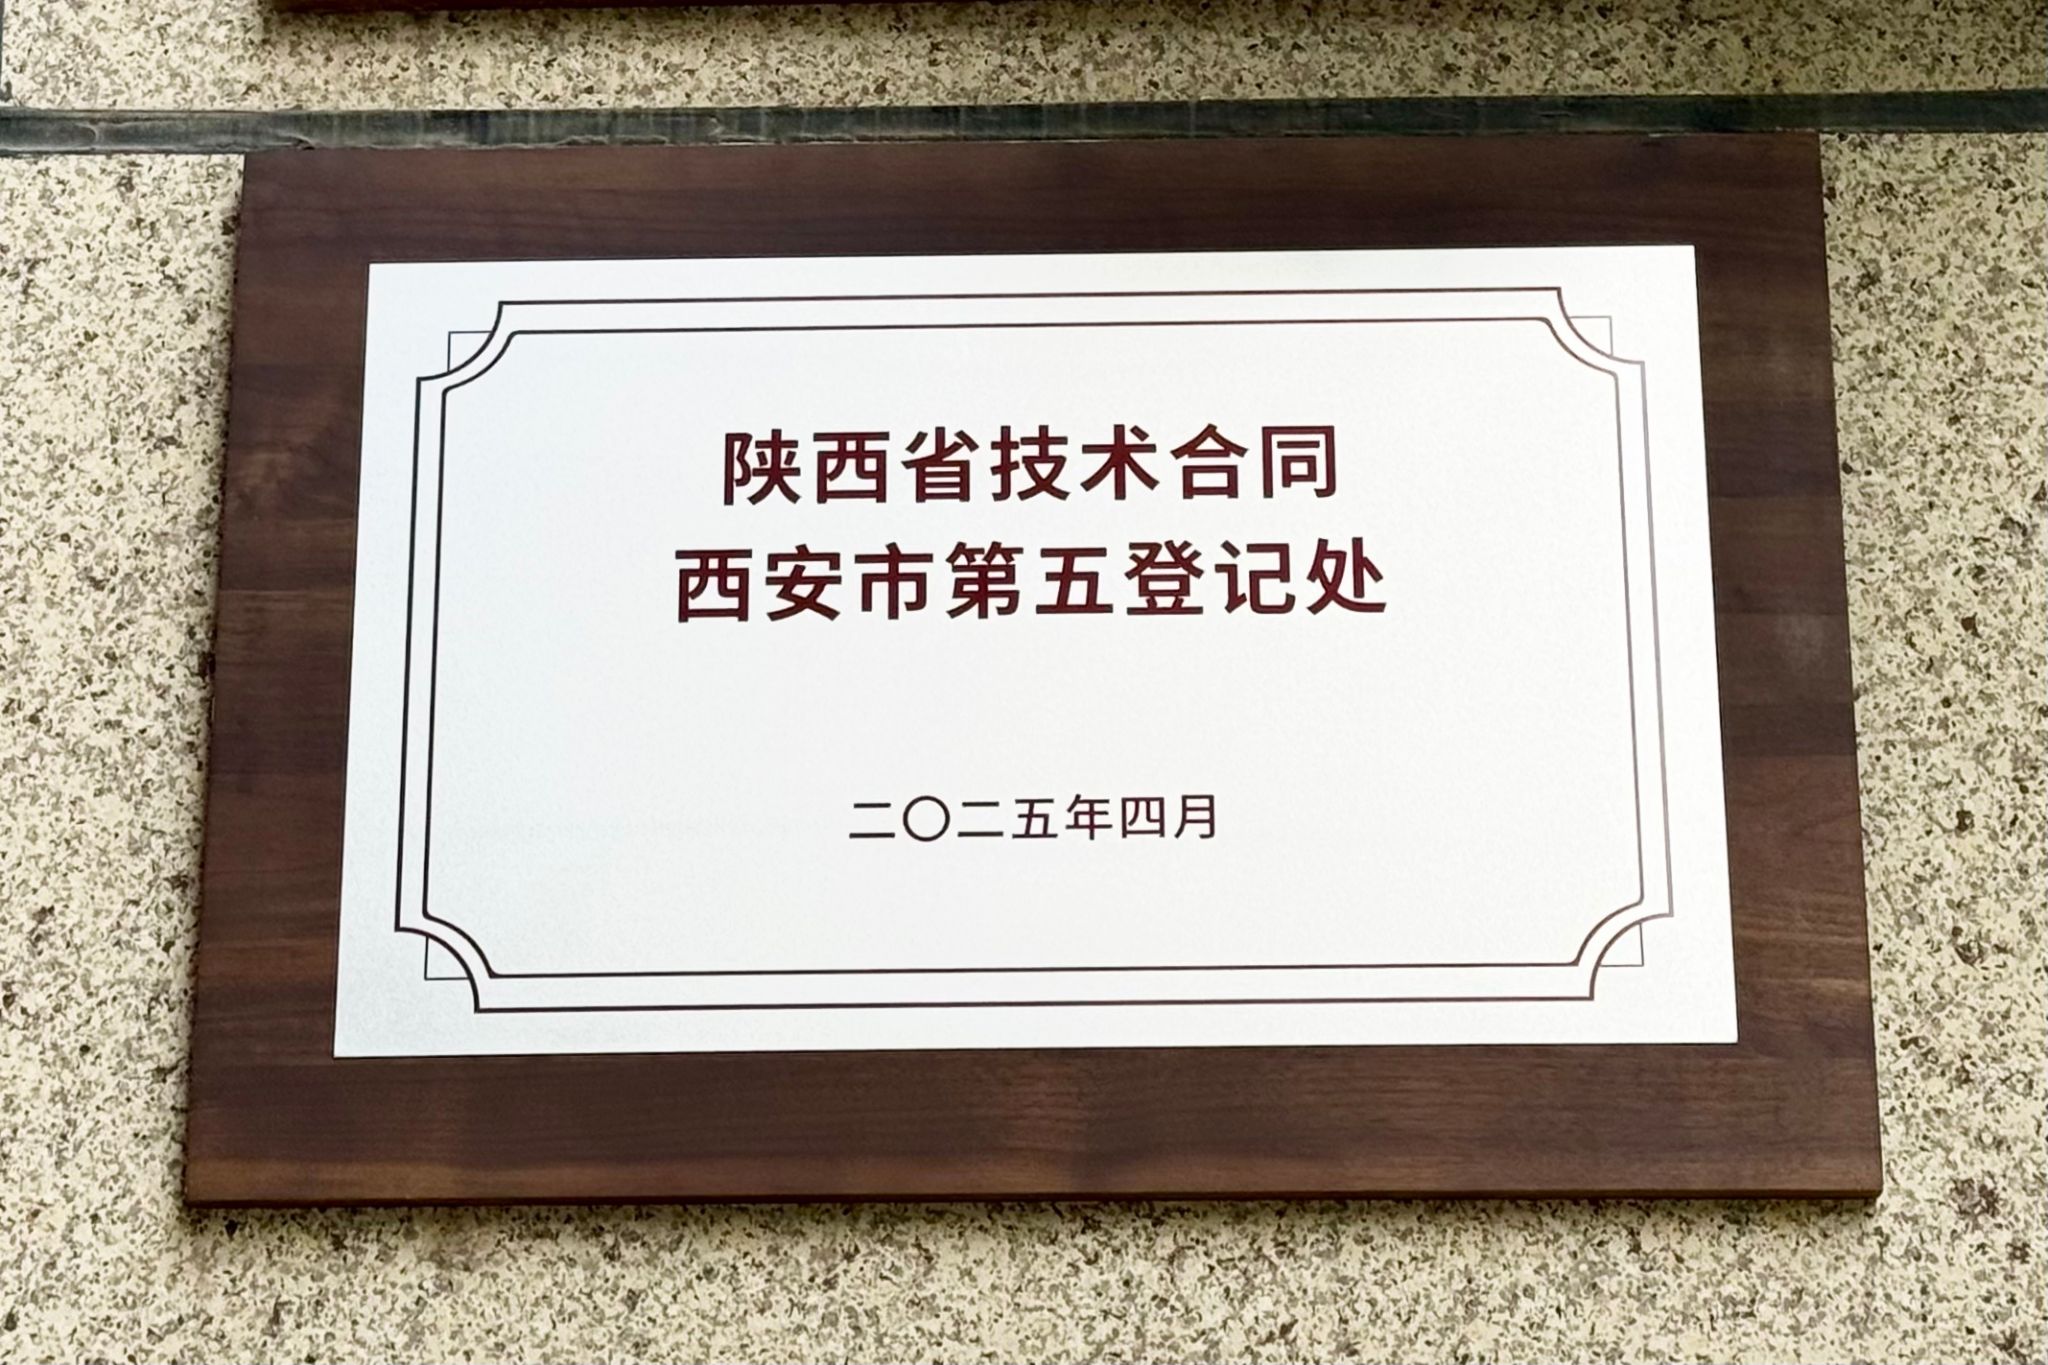 陕西省技术合同
西安市第五登记处
二〇二五年四月